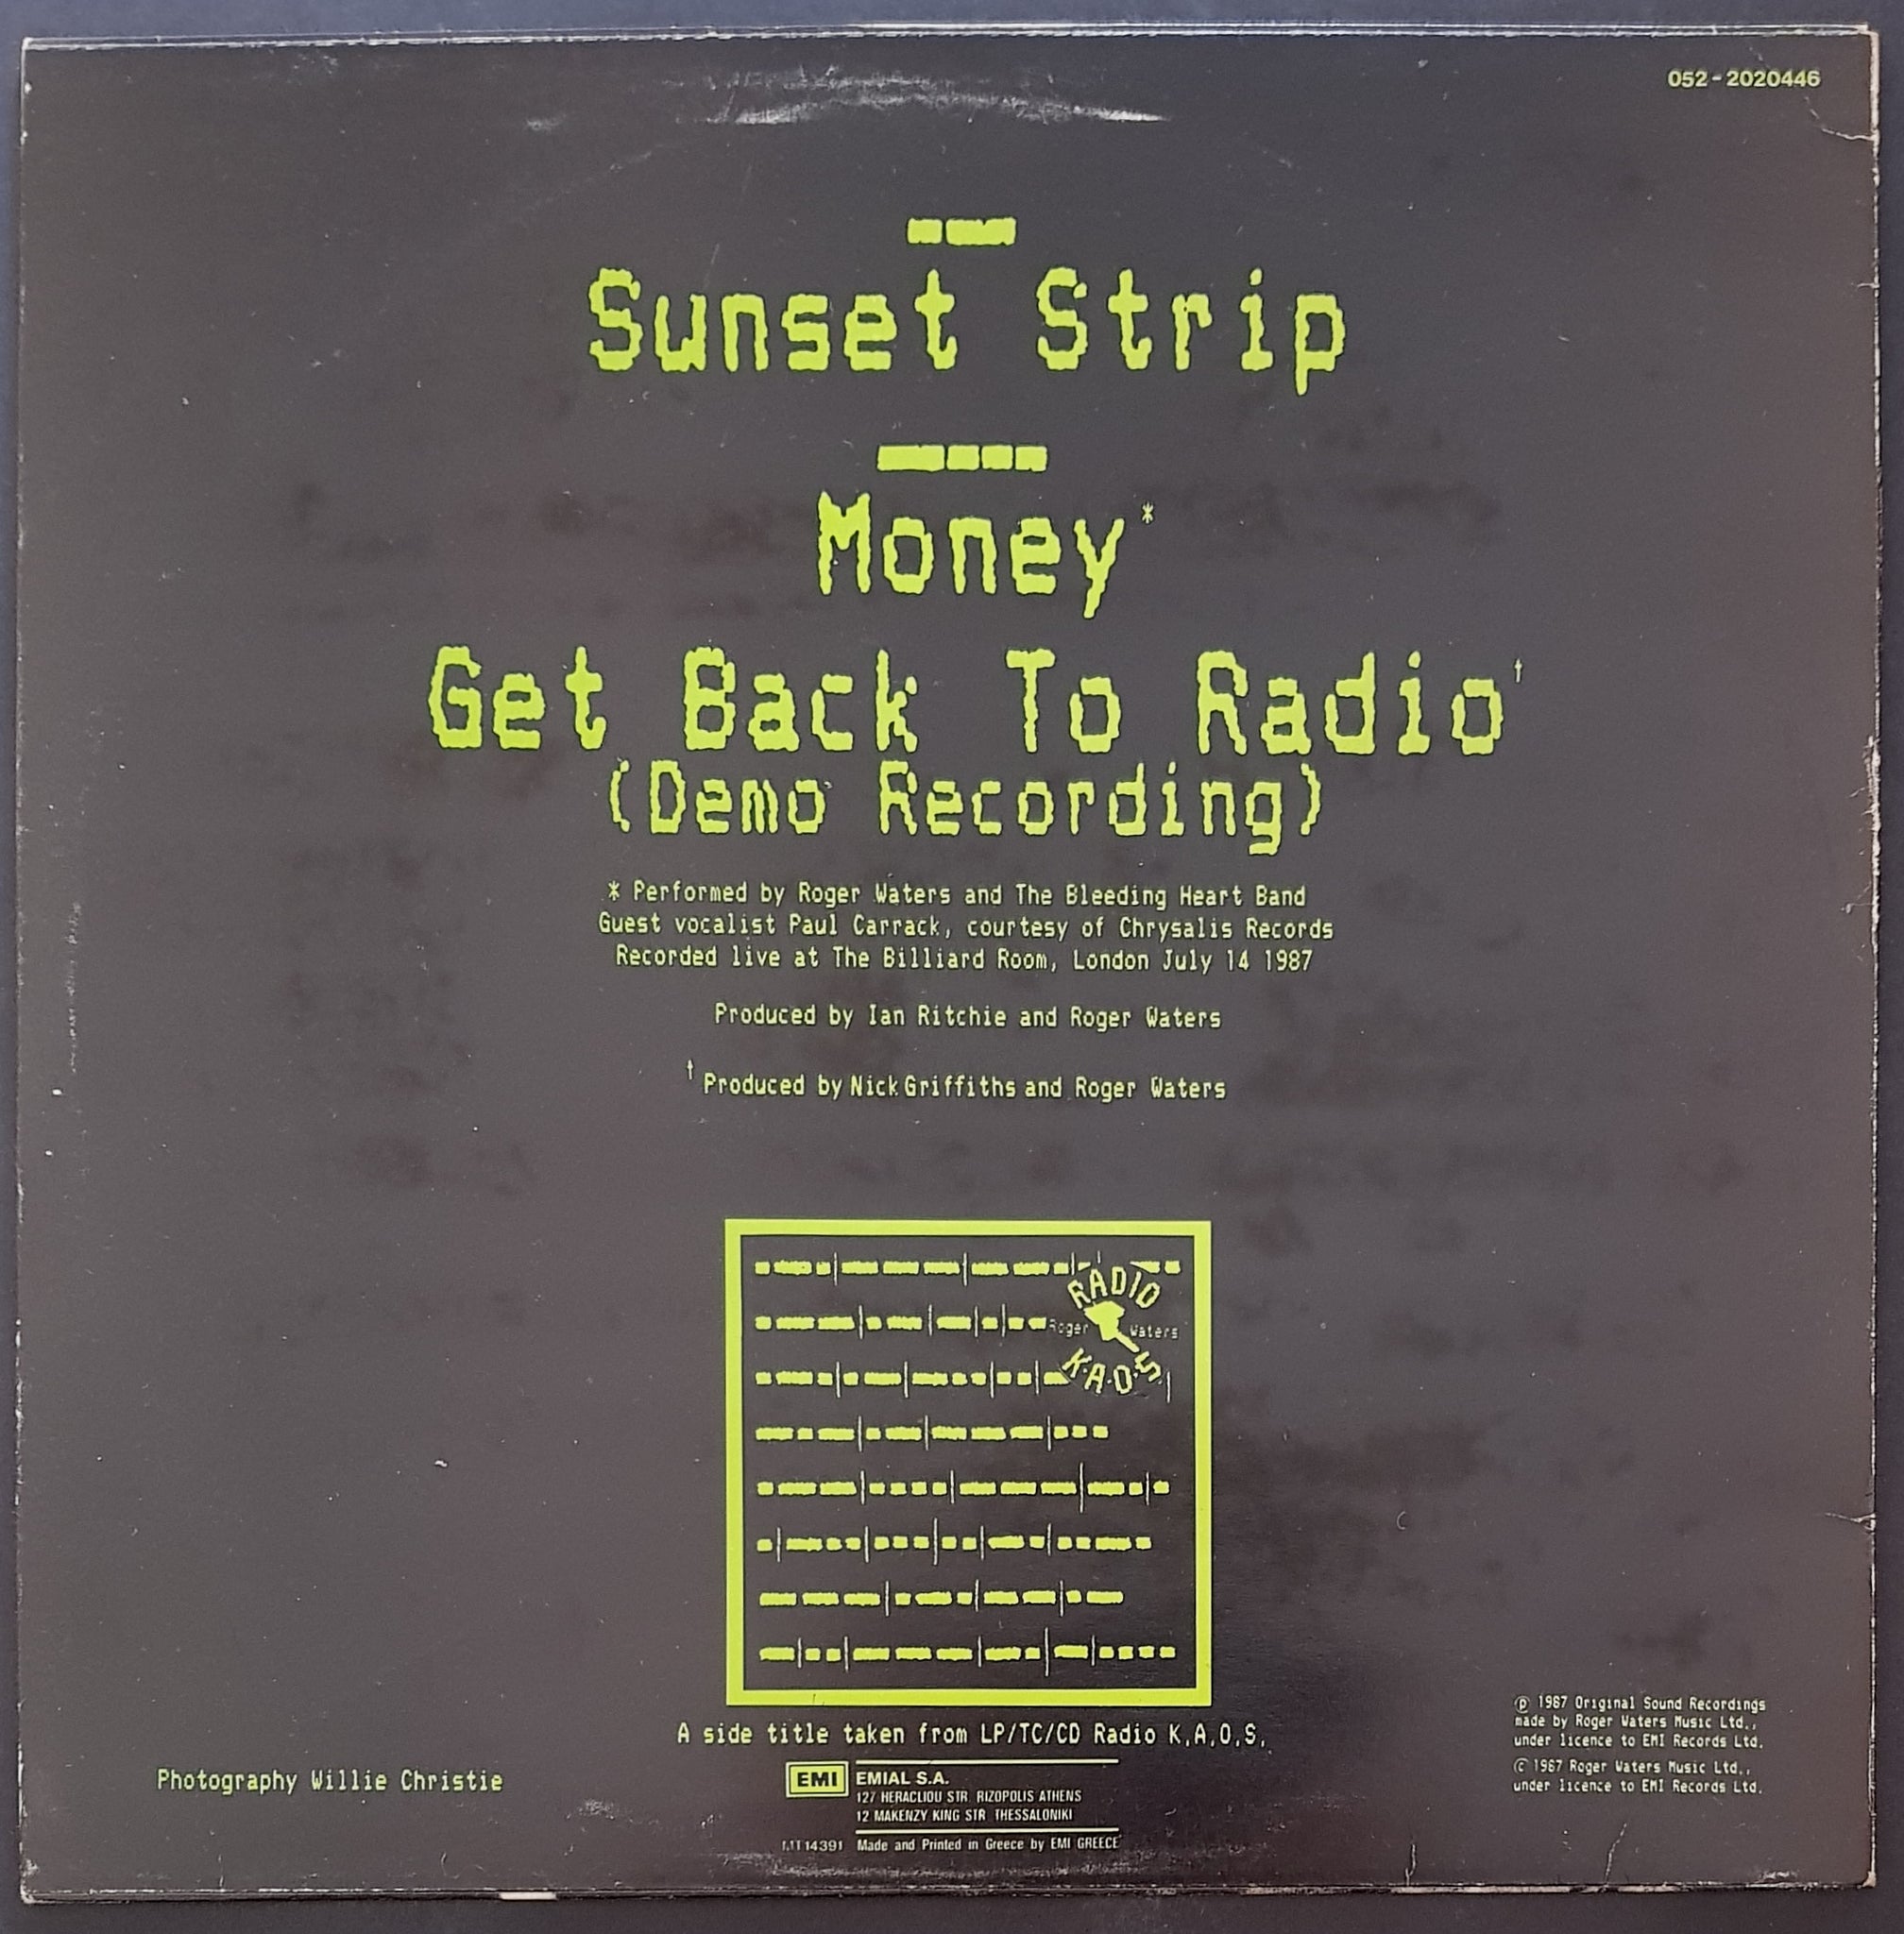 052-2020446
Sunset Strip
Money*
Get Back To Radio†
(Demo Recording)
* Performed by Roger Waters and The Bleeding Heart Band
Guest vocalist Paul Carrack, courtesy of Chrysalis Records
Recorded live at The Billiard Room, London July 14 1987
Produced by Ian Ritchie and Roger Waters
† Produced by Nick Griffiths and Roger Waters
RADIO
Roger Waters
K.A.O.S.
A side title taken from LP/TC/CD Radio K.A.O.S.
Photography Willie Christie
EMI
EMIAL S.A.
127 HERACLIOU STR. RIZOPOLIS ATHENS
12 MAKENZY KING STR THESSALONIKI
14391 Made and Printed in Greece by EMI GREECE
℗ 1987 Original Sound Recordings
made by Roger Waters Music Ltd.,
under licence to EMI Records Ltd.
© 1987 Roger Waters Music Ltd.,
under licence to EMI Records Ltd.